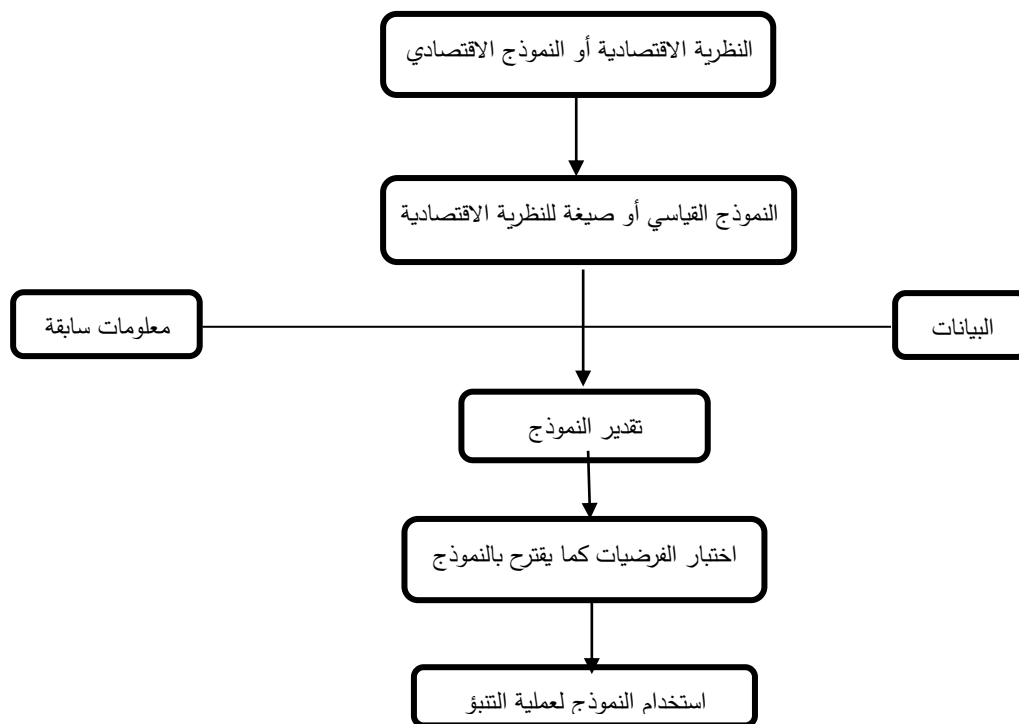 النظرية الاقتصادية أو النموذج الاقتصادي
النموذج القياسي أو صيغة للنظرية الاقتصادية
البيانات
معلومات سابقة
تقدير النموذج
اختبار الفرضيات كما يقترح بالنموذج
استخدام النموذج لعملية التنبؤ